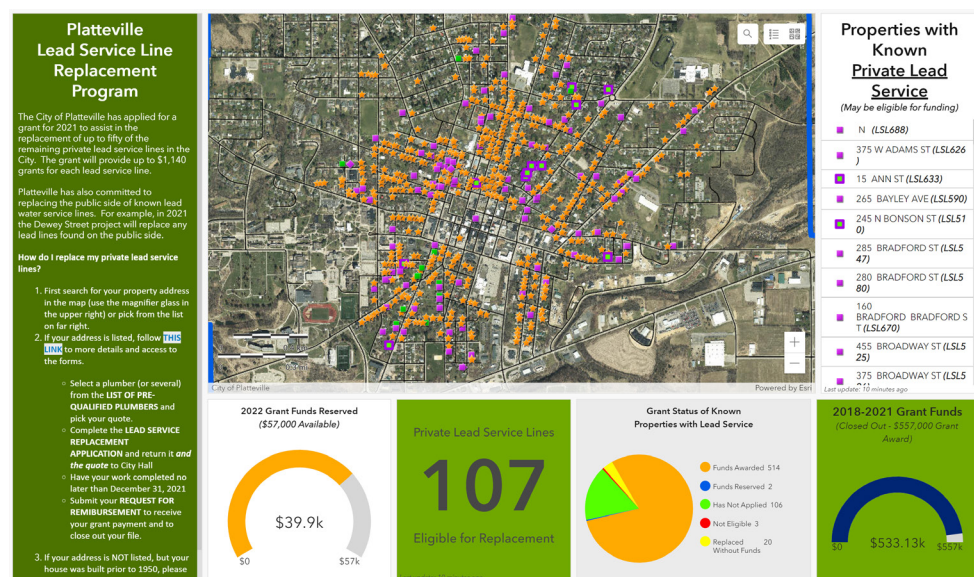 Platteville
Lead Service Line
Replacement
Program
The City of Platteville has applied for a
grant for 2021 to assist in the
replacement of up to fifty of the
remaining private lead service lines in the
City. The grant will provide up to $1,140
grants for each lead service line.
Platteville has also committed to
replacing the public side of known lead
water service lines. For example, in 2021
the Dewey Street project will replace any
lead lines found on the public side.
How do I replace my private lead service
lines?
1. First search for your property address
in the map (use the magnifier glass in
the upper right) or pick from the list
on far right.
2. If your address is listed, follow THIS
LINK to more details and access to
the forms.
Select a plumber (or several)
from the LIST OF PRE-
QUALIFIED PLUMBERS and
pick your quote.
Complete the LEAD SERVICE
REPLACEMENT
APPLICATION and return it and
the quote to City Hall
Have your work completed no
later than December 31, 2021
Submit your REQUEST FOR
REMIBURSEMENT to receive
your grant payment and to
close out your file.
3. If your address is NOT listed, but your
house was built prior to 1950, please
City of Platteville
Powered by Esri
Properties with
Known
Private Lead
Service
(May be eligible for funding)
N (LSL688)
375 W ADAMS ST (LSL626
)
15 ANN ST (LSL633)
265 BAYLEY AVE (LSL590)
245 N BONSON ST (LSL51
0)
285 BRADFORD ST (LSL5
47)
280 BRADFORD ST (LSL5
80)
160
BRADFORD BRADFORD S
T (LSL670)
455 BROADWAY ST (LSL5
25)
375 BROADWAY ST (LSL5
Last update: 10 minutes ago
2022 Grant Funds Reserved
($57,000 Available)
$39.9k
$0
$57k
Private Lead Service Lines
107
Eligible for Replacement
Grant Status of Known
Properties with Lead Service
Funds Awarded 514
Funds Reserved 2
Has Not Applied 106
Not Eligible 3
Replaced 20
Without Funds
2018-2021 Grant Funds
(Closed Out - $557,000 Grant
Award)
$0
$533.13k
$557k